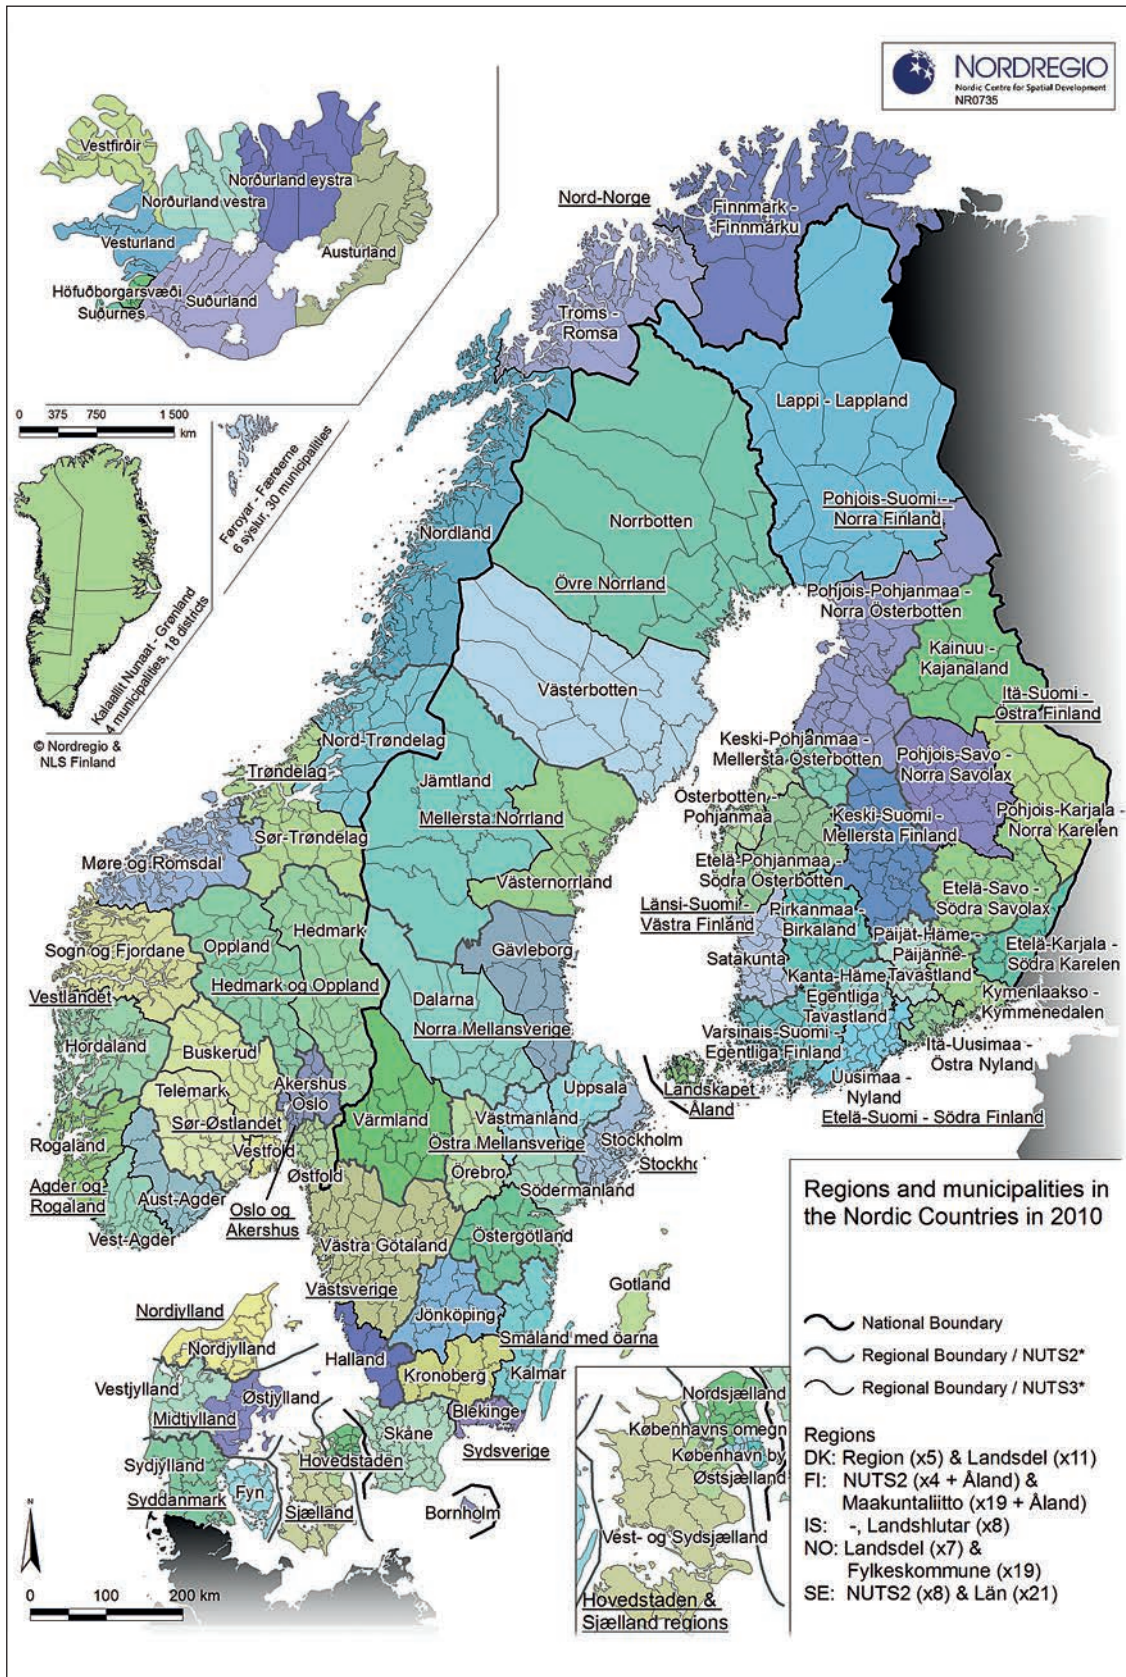 NORDREGIO
Nordic Centre for Spatial Development
NR0735
Vestfirðir
Norðurland eystra
Norðurland vestra
Vesturland
Austurland
Höfuðborgarsvæði
Suðurland
Suðurnes
0 375 750 1 500
km
Føroyar - Færøerne
6 sýslur, 30 municipalities
Kalaallit Nunaat - Grønland
4 municipalities, 18 districts
© Nordregio &
NLS Finland
Nord-Norge
Finnmark -
Finnmárku
Troms -
Romsa
Lappi - Lappland
Pohjois-Suomi -
Norra Finland
Nordland
Norrbotten
Övre Norrland
Pohjois-Pohjanmaa -
Norra Österbotten
Kainuu -
Kajanaland
Itä-Suomi -
Östra Finland
Västerbotten
Nord-Trøndelag
Trøndelag
Jämtland
Mellersta Norrland
Keski-Pohjanmaa -
Mellersta Österbotten
Pohjois-Savo -
Norra Savolax
Österbotten -
Pohjanmaa
Keski-Suomi -
Mellersta Finland
Pohjois-Karjala -
Norra Karelen
Sør-Trøndelag
Møre og Romsdal
Västernorrland
Etelä-Pohjanmaa -
Södra Österbotten
Etelä-Savo -
Södra Savolax
Länsi-Suomi -
Västra Finland
Pirkanmaa -
Birkaland
Hedmark
Oppland
Gävleborg
Sogn og Fjordane
Satakunta
Päijät-Häme -
Päijänne-
Tavastland
Etelä-Karjala -
Södra Karelen
Hedmark og Oppland
Vestlandet
Dalarna
Norra Mellansverige
Kanta-Häme
Egentliga
Tavastland
Kymenlaakso -
Kymmenedalen
Hordaland
Buskerud
Varsinais-Suomi -
Egentliga Finland
Itä-Uusimaa -
Östra Nyland
Telemark
Akershus
Oslo
Uppsala
Landskapet
Åland
Uusimaa -
Nyland
Etelä-Suomi - Södra Finland
Sør-Østlandet
Värmland
Västmanland
Östra Mellansverige
Rogaland
Vestfold
Stockholm
Stockh
Østfold
Örebro
Södermanland
Agder og
Rogaland
Aust-Agder
Vest-Agder
Oslo og
Akershus
Västra Götaland
Östergötland
Västsverige
Gotland
Jönköping
Småland med öarna
Nordjylland
Nordjylland
Halland
Kronoberg
Kalmar
Vestjylland
Østjylland
Midtjylland
Blekinge
Skåne
Sydsverige
Sydjylland
Hovedstaden
Fyn
Syddanmark
Sjælland
Bornholm
N
0 100 200 km
Nordsjælland
Københavns omegn
København by
Østsjælland
Vest- og Sydsjælland
Hovedstaden &
Sjælland regions
Regions and municipalities in
the Nordic Countries in 2010
National Boundary
Regional Boundary / NUTS2*
Regional Boundary / NUTS3*
Regions
DK: Region (x5) & Landsdel (x11)
FI: NUTS2 (x4 + Åland) &
Maakuntaliitto (x19 + Åland)
IS: -, Landshlutar (x8)
NO: Landsdel (x7) &
Fylkeskommune (x19)
SE: NUTS2 (x8) & Län (x21)